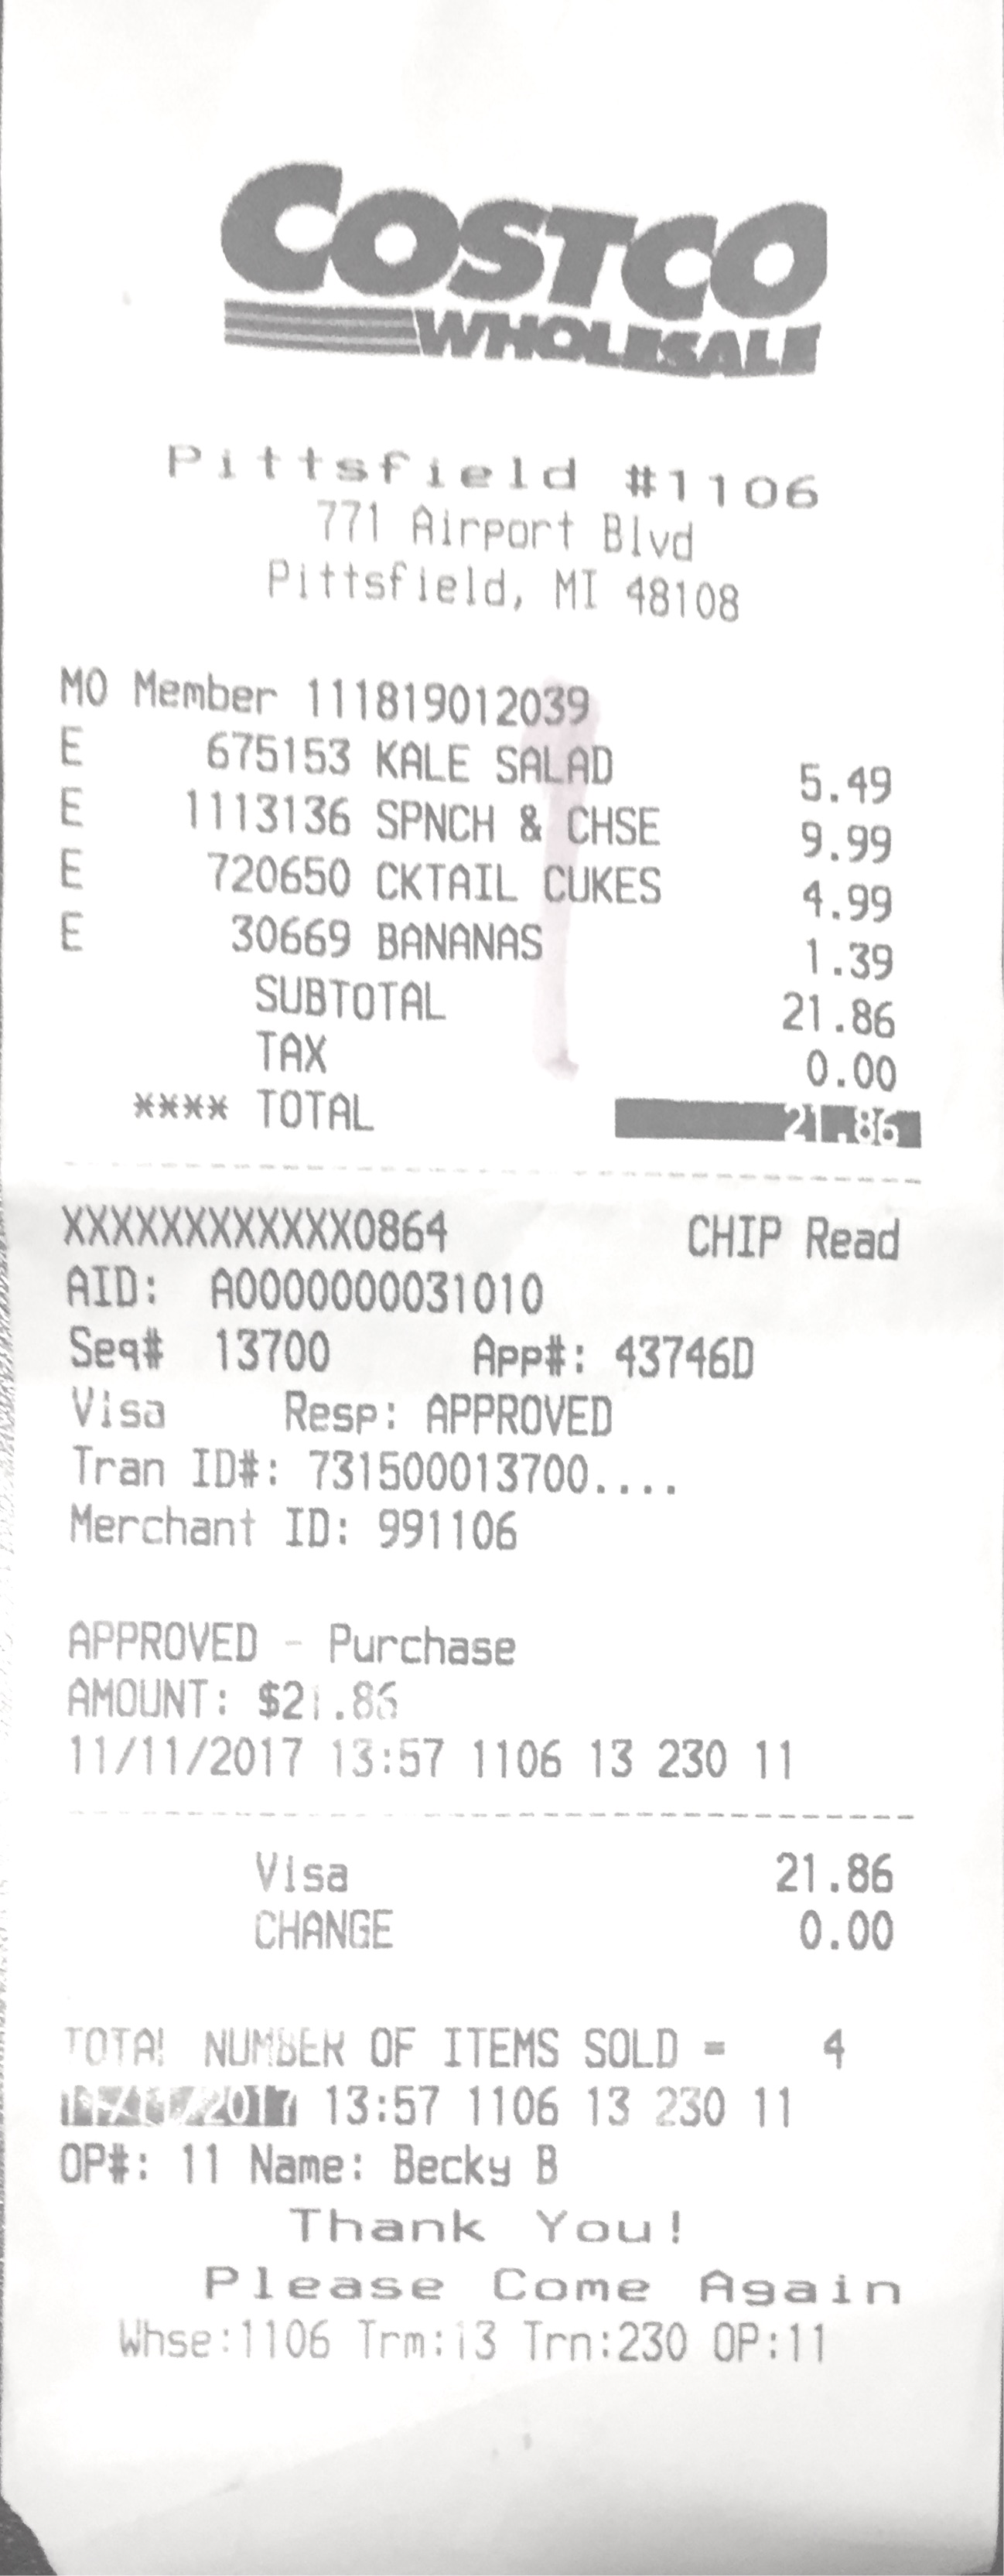 COSTCO
WHOLESALE
Pittsfield #1106
771 Airport Blvd
Pittsfield, MI 48108
MO Member 111819012039
E 675153 KALE SALAD 5.49
E 1113136 SPNCH & CHSE 9.99
E 720650 CKTAIL CUKES 4.99
E 30669 BANANAS 1.39
SUBTOTAL 21.86
TAX 0.00
**** TOTAL 21.86
XXXXXXXXXXXX0864 CHIP Read
AID: A0000000031010
Seq# 13700 App#: 43746D
Visa Resp: APPROVED
Tran ID#: 731500013700....
Merchant ID: 991106
APPROVED - Purchase
AMOUNT: $21.86
11/11/2017 13:57 1106 13 230 11
Visa 21.86
CHANGE 0.00
TOTAL NUMBER OF ITEMS SOLD = 4
11/11/2017 13:57 1106 13 230 11
OP#: 11 Name: Becky B
Thank You!
Please Come Again
Whse:1106 Trm:13 Trn:230 OP:11